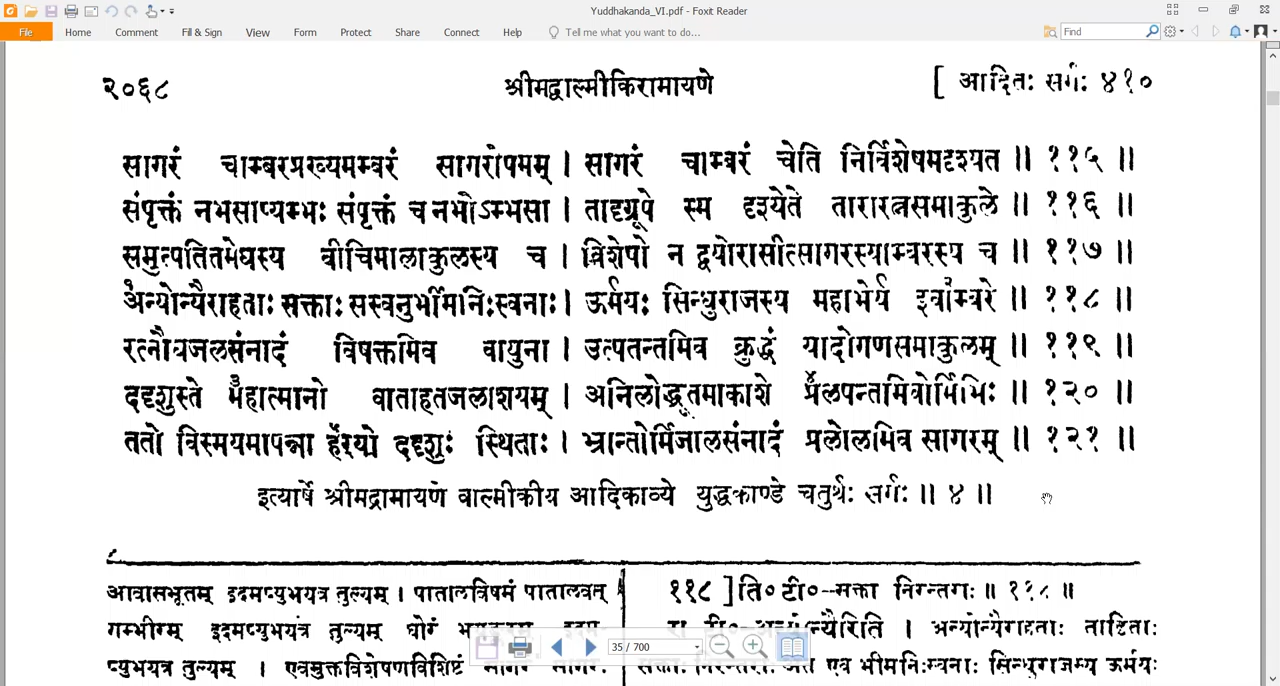 Yuddhakanda_VI.pdf - Foxit Reader
File Home Comment Fill & Sign View Form Protect Share Connect Help Tell me what you want to do... Find
२०६८ श्रीमद्वाल्मीकिरामायणे [ आदितः सर्गः ४१०
सागरं चाम्बरप्रख्यमम्बरं सागरोपमम् । सागरं चाम्बरं चेति निर्विशेषमदृश्यत ॥ ११५ ॥
संपृक्तं नभसाप्यम्भः संपृक्तं च नभोऽम्भसा । तादृग्रूपे स्म दृश्येते तारारत्नसमाकुले ॥ ११६ ॥
समुत्पतितमेघस्य वीचिमालाकुलस्य च । विशेषो न द्वयोरासीत्सागरस्याम्बरस्य च ॥ ११७ ॥
अन्योन्यैराहताः सक्ताः सस्वनुर्भीमनिःस्वनाः । ऊर्मयः सिन्धुराजस्य महाभेर्य इवाम्बरे ॥ ११८ ॥
रत्नौघजलसंनादं विषक्तमिव वायुना । उत्पतन्तमिव क्रुद्धं यादोगणसमाकुलम् ॥ ११९ ॥
ददृशुस्ते महात्मानो वाताहतजलाशयम् । अनिलोद्धूतमाकाशे प्रलपन्तमिवोर्मिभिः ॥ १२० ॥
ततो विस्मयमापन्ना हरयो ददृशुः स्थिताः । भ्रान्तोर्मिजालसंनादं प्रलोलमिव सागरम् ॥ १२१ ॥
इत्यार्षे श्रीमद्रामायणे वाल्मीकीय आदिकाव्ये युद्धकाण्डे चतुर्थः सर्गः ॥ ४ ॥
आवासभूतम् इदमप्युभयत्र तुल्यम् । पातालविषमं पातालवत्
गम्भीरम् इदमप्युभयत्र तुल्यम् घोरं
प्युभयत्र तुल्यम् । एवमुक्तविशेषणविशिष्टं
११८ ] ति० टी०--सक्ता निरन्तराः ॥ ११८ ॥
रा० टी० अन्योन्यैरिति । अन्योन्यैराहताः ताडिताः
अत एव भीमनिःस्वनाः सिन्धुराजस्य ऊर्मयः
35 / 700